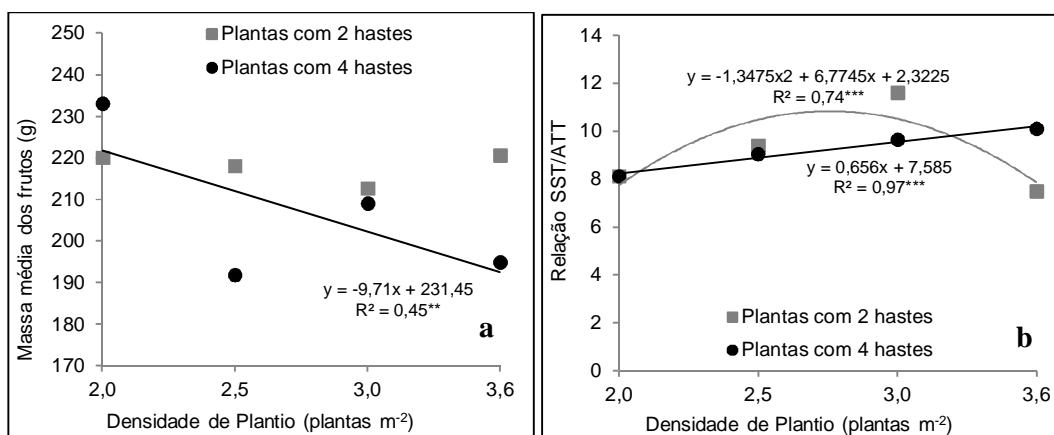 250
240
230
220
210
200
190
180
170
Massa média dos frutos (g)
Plantas com 2 hastes
Plantas com 4 hastes
y = -9,71x + 231,45
R² = 0,45**
a
2,0
2,5
3,0
3,6
Densidade de Plantio (plantas m⁻²)
14
12
10
8
6
4
2
0
Relação SST/ATT
y = -1,3475x2 + 6,7745x + 2,3225
R² = 0,74***
y = 0,656x + 7,585
R² = 0,97***
Plantas com 2 hastes
Plantas com 4 hastes
b
2,0
2,5
3,0
3,6
Densidade de Plantio (plantas m⁻²)